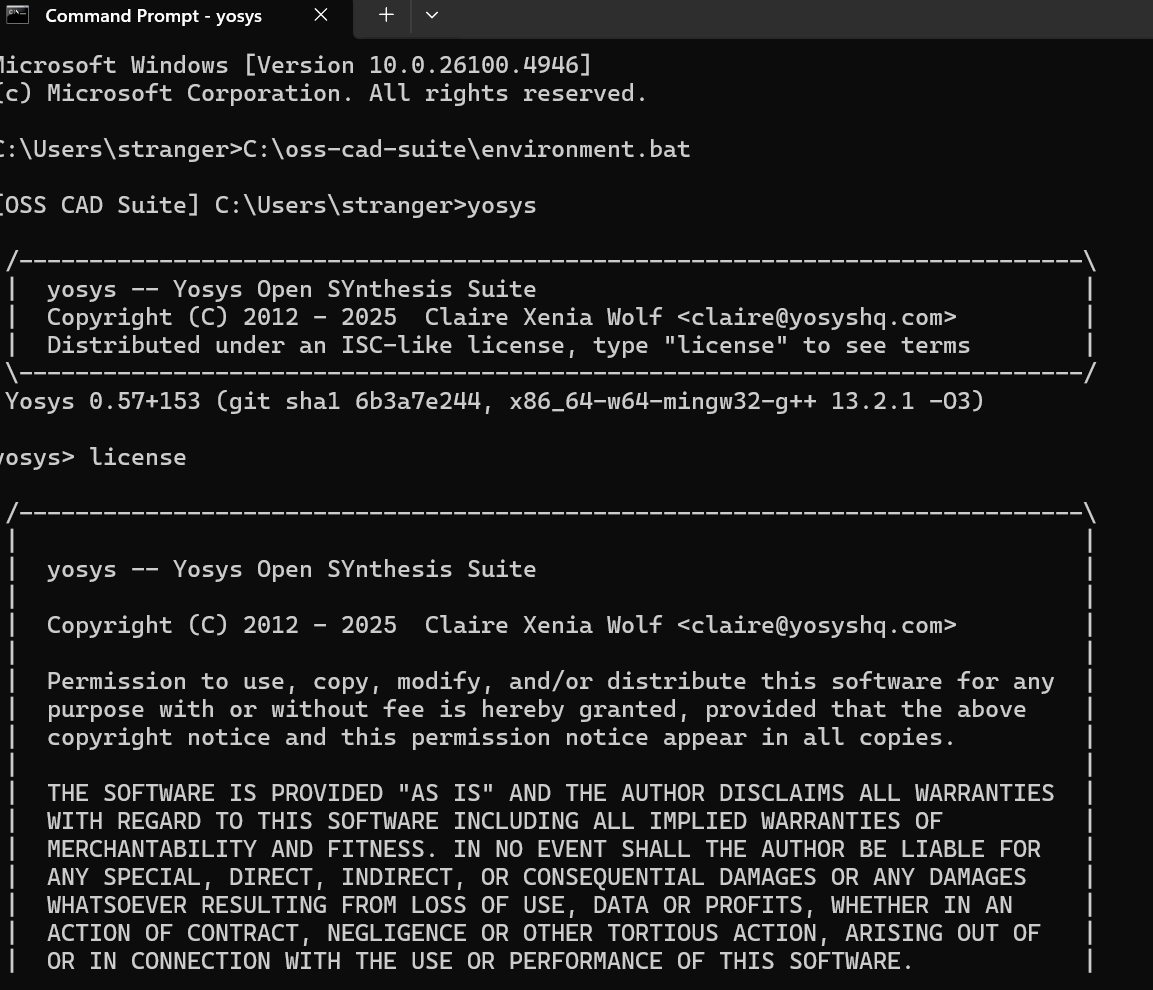 Command Prompt - yosys
Microsoft Windows [Version 10.0.26100.4946]
(c) Microsoft Corporation. All rights reserved.
C:\Users\stranger>C:\oss-cad-suite\environment.bat
[OSS CAD Suite] C:\Users\stranger>yosys
/----------------------------------------------------------------------------\
|  yosys -- Yosys Open SYnthesis Suite                                       |
|  Copyright (C) 2012 - 2025  Claire Xenia Wolf <claire@yosyshq.com>         |
|  Distributed under an ISC-like license, type "license" to see terms        |
\----------------------------------------------------------------------------/
Yosys 0.57+153 (git sha1 6b3a7e244, x86_64-w64-mingw32-g++ 13.2.1 -O3)
yosys> license
/----------------------------------------------------------------------------\
|                                                                            |
|  yosys -- Yosys Open SYnthesis Suite                                       |
|                                                                            |
|  Copyright (C) 2012 - 2025  Claire Xenia Wolf <claire@yosyshq.com>         |
|                                                                            |
|  Permission to use, copy, modify, and/or distribute this software for any  |
|  purpose with or without fee is hereby granted, provided that the above    |
|  copyright notice and this permission notice appear in all copies.         |
|                                                                            |
|  THE SOFTWARE IS PROVIDED "AS IS" AND THE AUTHOR DISCLAIMS ALL WARRANTIES  |
|  WITH REGARD TO THIS SOFTWARE INCLUDING ALL IMPLIED WARRANTIES OF          |
|  MERCHANTABILITY AND FITNESS. IN NO EVENT SHALL THE AUTHOR BE LIABLE FOR   |
|  ANY SPECIAL, DIRECT, INDIRECT, OR CONSEQUENTIAL DAMAGES OR ANY DAMAGES    |
|  WHATSOEVER RESULTING FROM LOSS OF USE, DATA OR PROFITS, WHETHER IN AN     |
|  ACTION OF CONTRACT, NEGLIGENCE OR OTHER TORTIOUS ACTION, ARISING OUT OF   |
|  OR IN CONNECTION WITH THE USE OR PERFORMANCE OF THIS SOFTWARE.            |